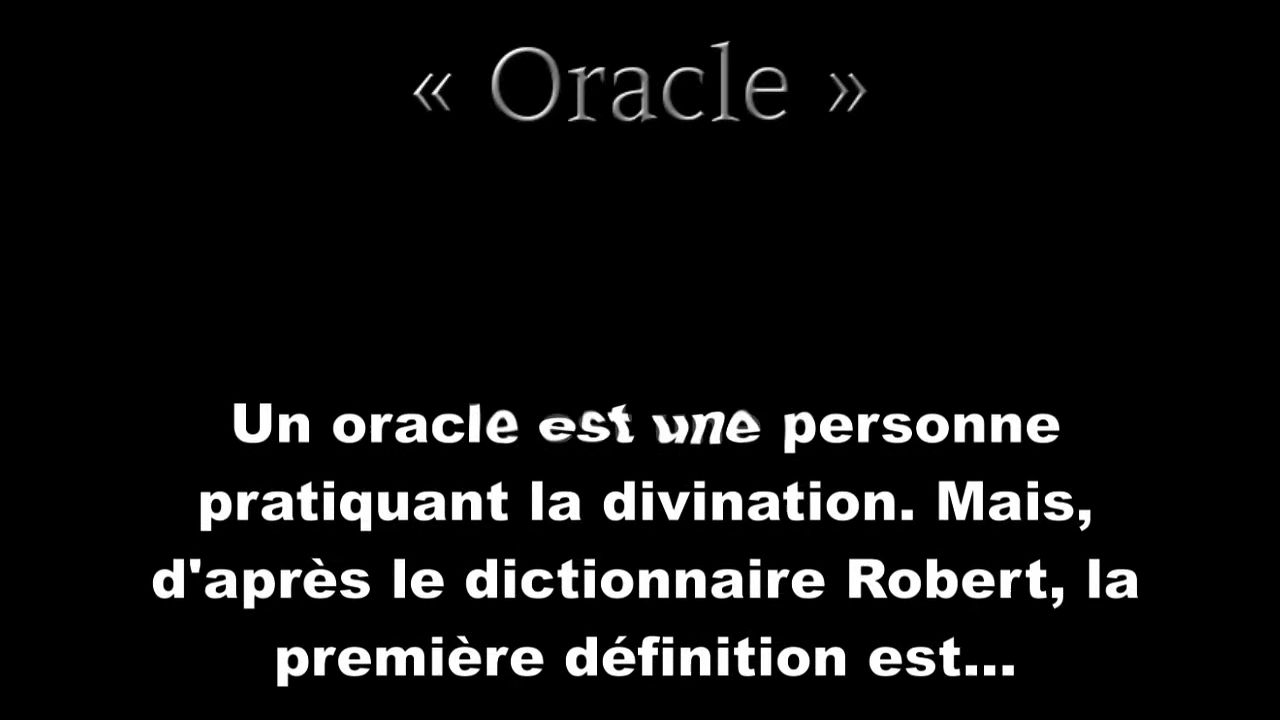 « Oracle »
Un oracle est une personne
pratiquant la divination. Mais,
d'après le dictionnaire Robert, la
première définition est...